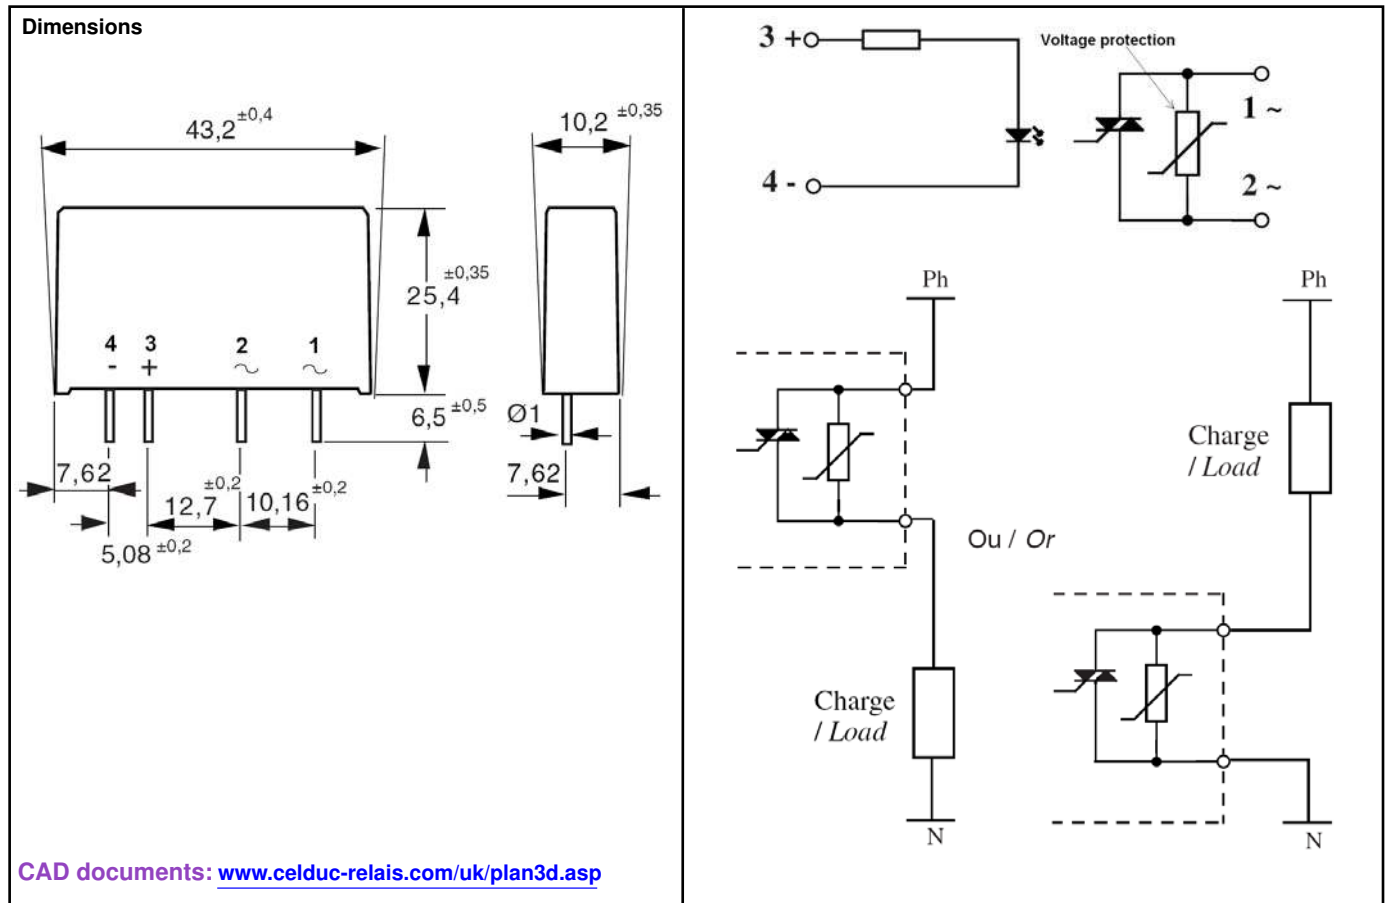 Dimensions
43,2 ±0,4
10,2 ±0,35
25,4 ±0,35
4 3 2 1
- + ~ ~
6,5 ±0,5
Ø1
7,62
12,7 ±0,2
10,16 ±0,2
5,08 ±0,2
7,62
CAD documents: www.celduc-relais.com/uk/plan3d.asp
3 +
Voltage protection
1 ~
4 -
2 ~
Ph
Ou / Or
Charge
/ Load
N
Ph
Charge
/ Load
N